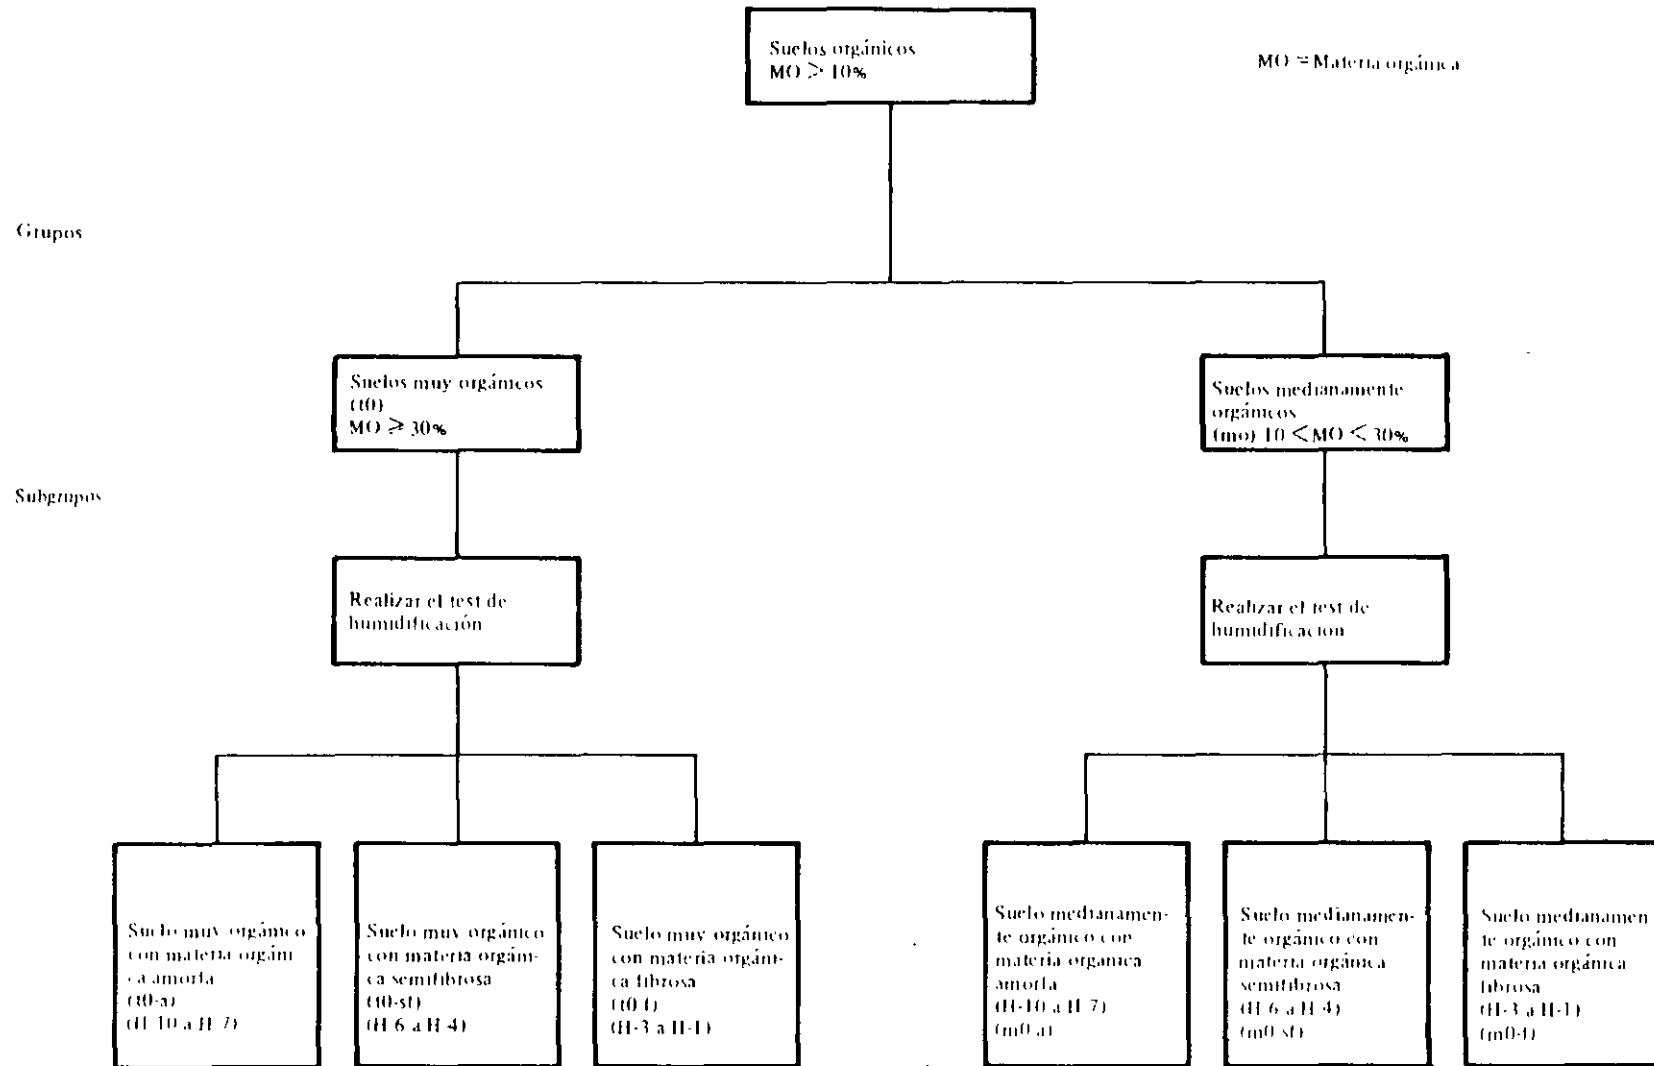 Suelos orgánicos
MO > 10%
MO = Materia orgánica
Grupos
Suelos muy orgánicos
(t0)
MO ⩾ 30%
Suelos medianamente
orgánicos
(mo) 10 < MO < 30%
Subgrupos
Realizar el test de
humidificación
Realizar el test de
humidificacion
Suelo muy orgánico
con materia orgáni
ca amorfa
(t0-a)
(H-10 a H-7)
Suelo muy orgánico
con materia orgáni-
ca semifibrosa
(t0-sf)
(H-6 a H-4)
Suelo muy orgánico
con materia orgáni-
ca fibrosa
(t0-f)
(H-3 a H-1)
Suelo medianamen-
te orgánico con
materia organica
amorfa
(H-10 a H-7)
(m0-a)
Suelo medianamen-
te orgánico con
materia orgánica
semifibrosa
(H-6 a H-4)
(m0-sf)
Suelo medianamen
te orgánico con
materia orgánica
fibrosa
(H-3 a H-1)
(m0-f)